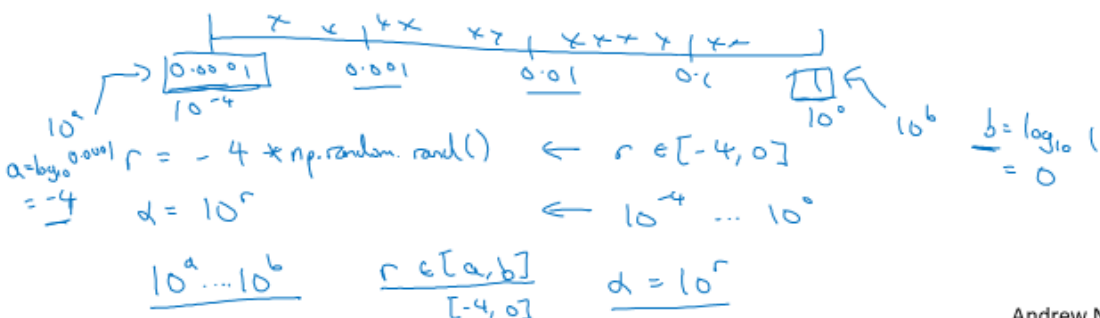 0.0001 0.001 0.01 0.1 1
10^-4 10^0
10^a 10^b b = log₁₀ 1
a = log₁₀ 0.0001 r = -4 * np.random.rand() ← r ∈ [-4, 0] = 0
= -4 α = 10^r ← 10^-4 ... 10^0
10^a ... 10^b r ∈ [a, b] α = 10^r
[-4, 0]
Andrew N